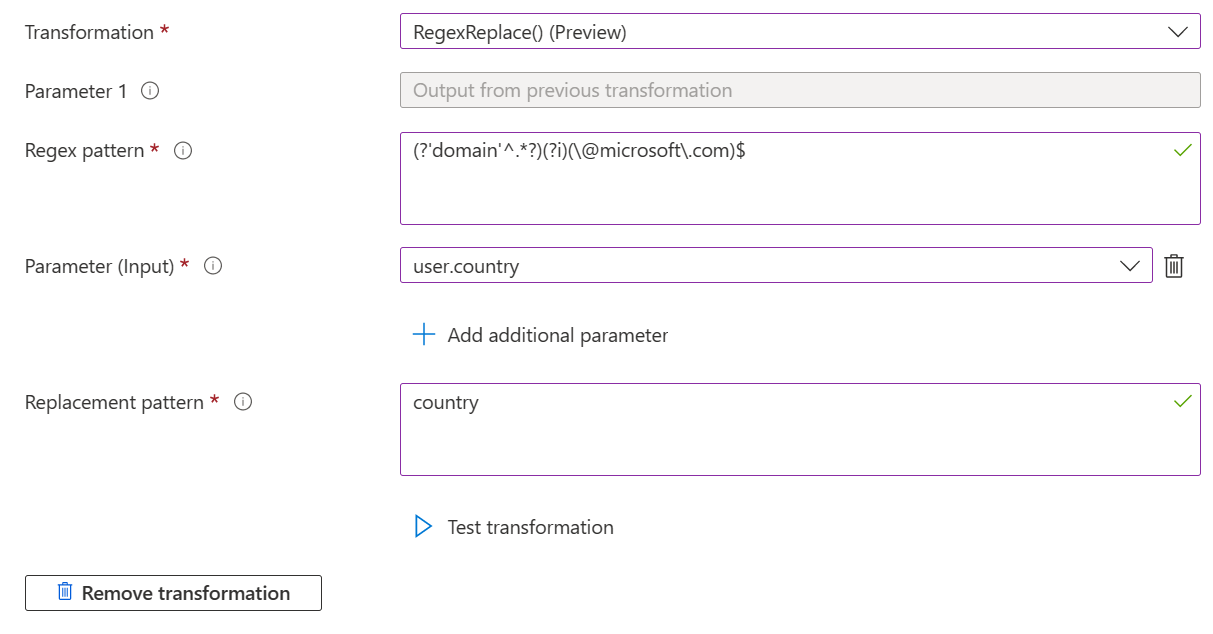 Transformation *
RegexReplace() (Preview)
Parameter 1
Output from previous transformation
Regex pattern *
(?'domain'^.*?)(?i)(\@microsoft\.com)$
Parameter (Input) *
user.country
Add additional parameter
Replacement pattern *
country
Test transformation
Remove transformation